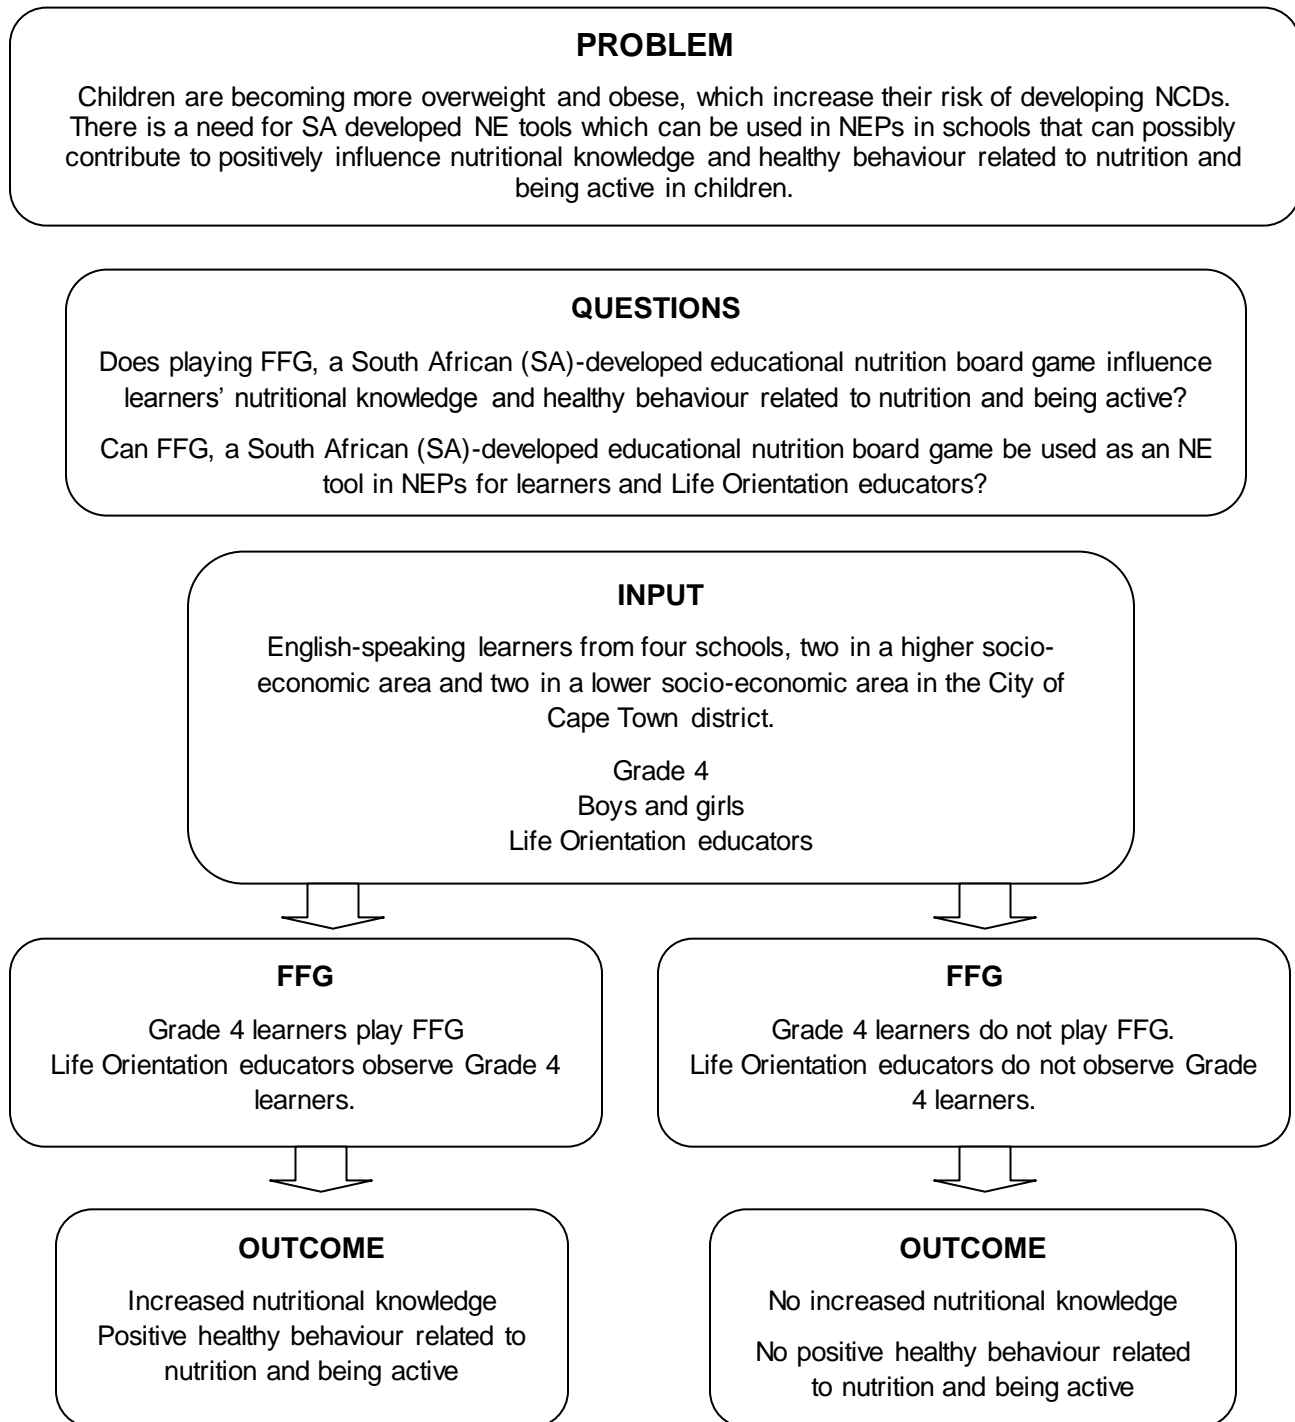 PROBLEM
Children are becoming more overweight and obese, which increase their risk of developing NCDs.
There is a need for SA developed NE tools which can be used in NEPs in schools that can possibly
contribute to positively influence nutritional knowledge and healthy behaviour related to nutrition and
being active in children.
QUESTIONS
Does playing FFG, a South African (SA)-developed educational nutrition board game influence
learners’ nutritional knowledge and healthy behaviour related to nutrition and being active?
Can FFG, a South African (SA)-developed educational nutrition board game be used as an NE
tool in NEPs for learners and Life Orientation educators?
INPUT
English-speaking learners from four schools, two in a higher socio-
economic area and two in a lower socio-economic area in the City of
Cape Town district.
Grade 4
Boys and girls
Life Orientation educators
FFG
Grade 4 learners play FFG
Life Orientation educators observe Grade 4
learners.
FFG
Grade 4 learners do not play FFG.
Life Orientation educators do not observe Grade
4 learners.
OUTCOME
Increased nutritional knowledge
Positive healthy behaviour related to
nutrition and being active
OUTCOME
No increased nutritional knowledge
No positive healthy behaviour related
to nutrition and being active